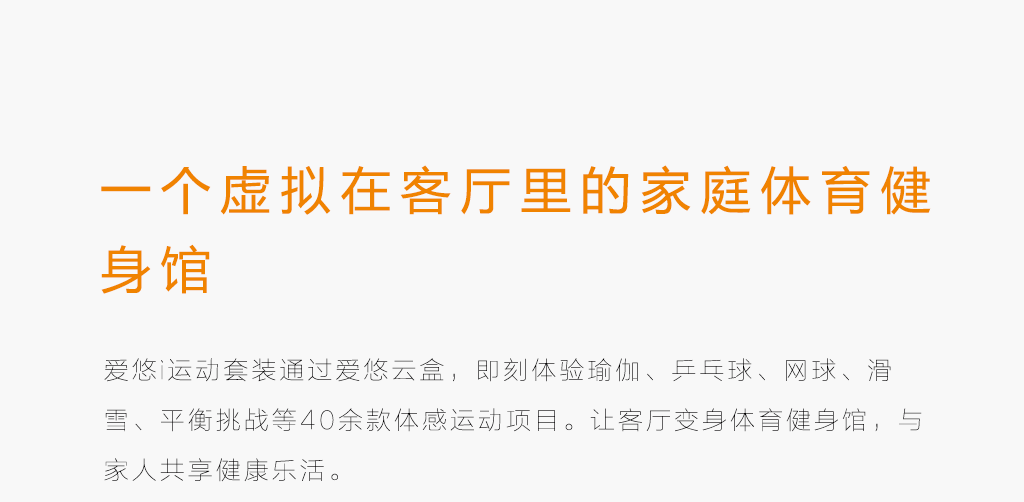 一个虚拟在客厅里的家庭体育健
身馆
爱悠i运动套装通过爱悠云盒，即刻体验瑜伽、乒乓球、网球、滑
雪、平衡挑战等40余款体感运动项目。让客厅变身体育健身馆，与
家人共享健康乐活。